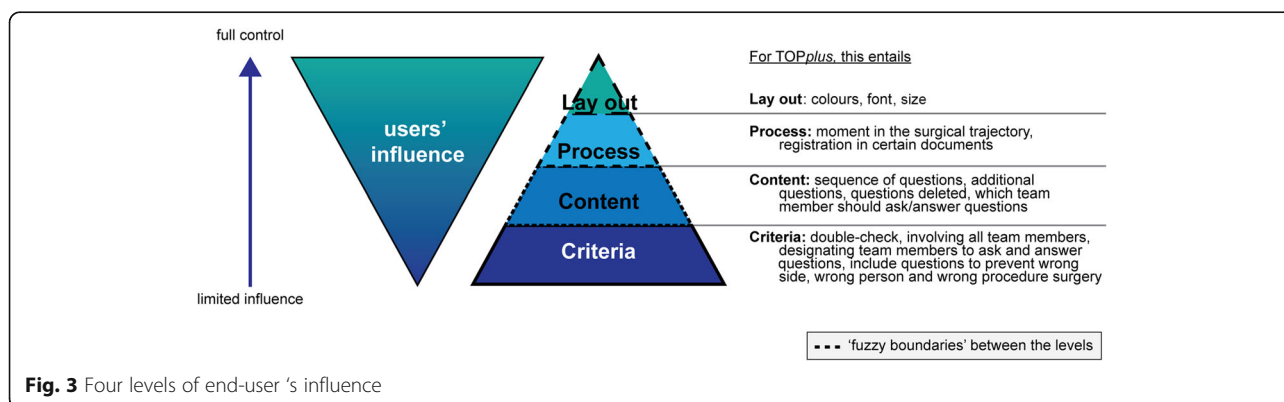 full control
limited influence
users'
influence
Lay out
Process
Content
Criteria
For TOPplus, this entails
Lay out: colours, font, size
Process: moment in the surgical trajectory,
registration in certain documents
Content: sequence of questions, additional
questions, questions deleted, which team
member should ask/answer questions
Criteria: double-check, involving all team members,
designating team members to ask and answer
questions, include questions to prevent wrong
side, wrong person and wrong procedure surgery
'fuzzy boundaries' between the levels
Fig. 3 Four levels of end-user 's influence